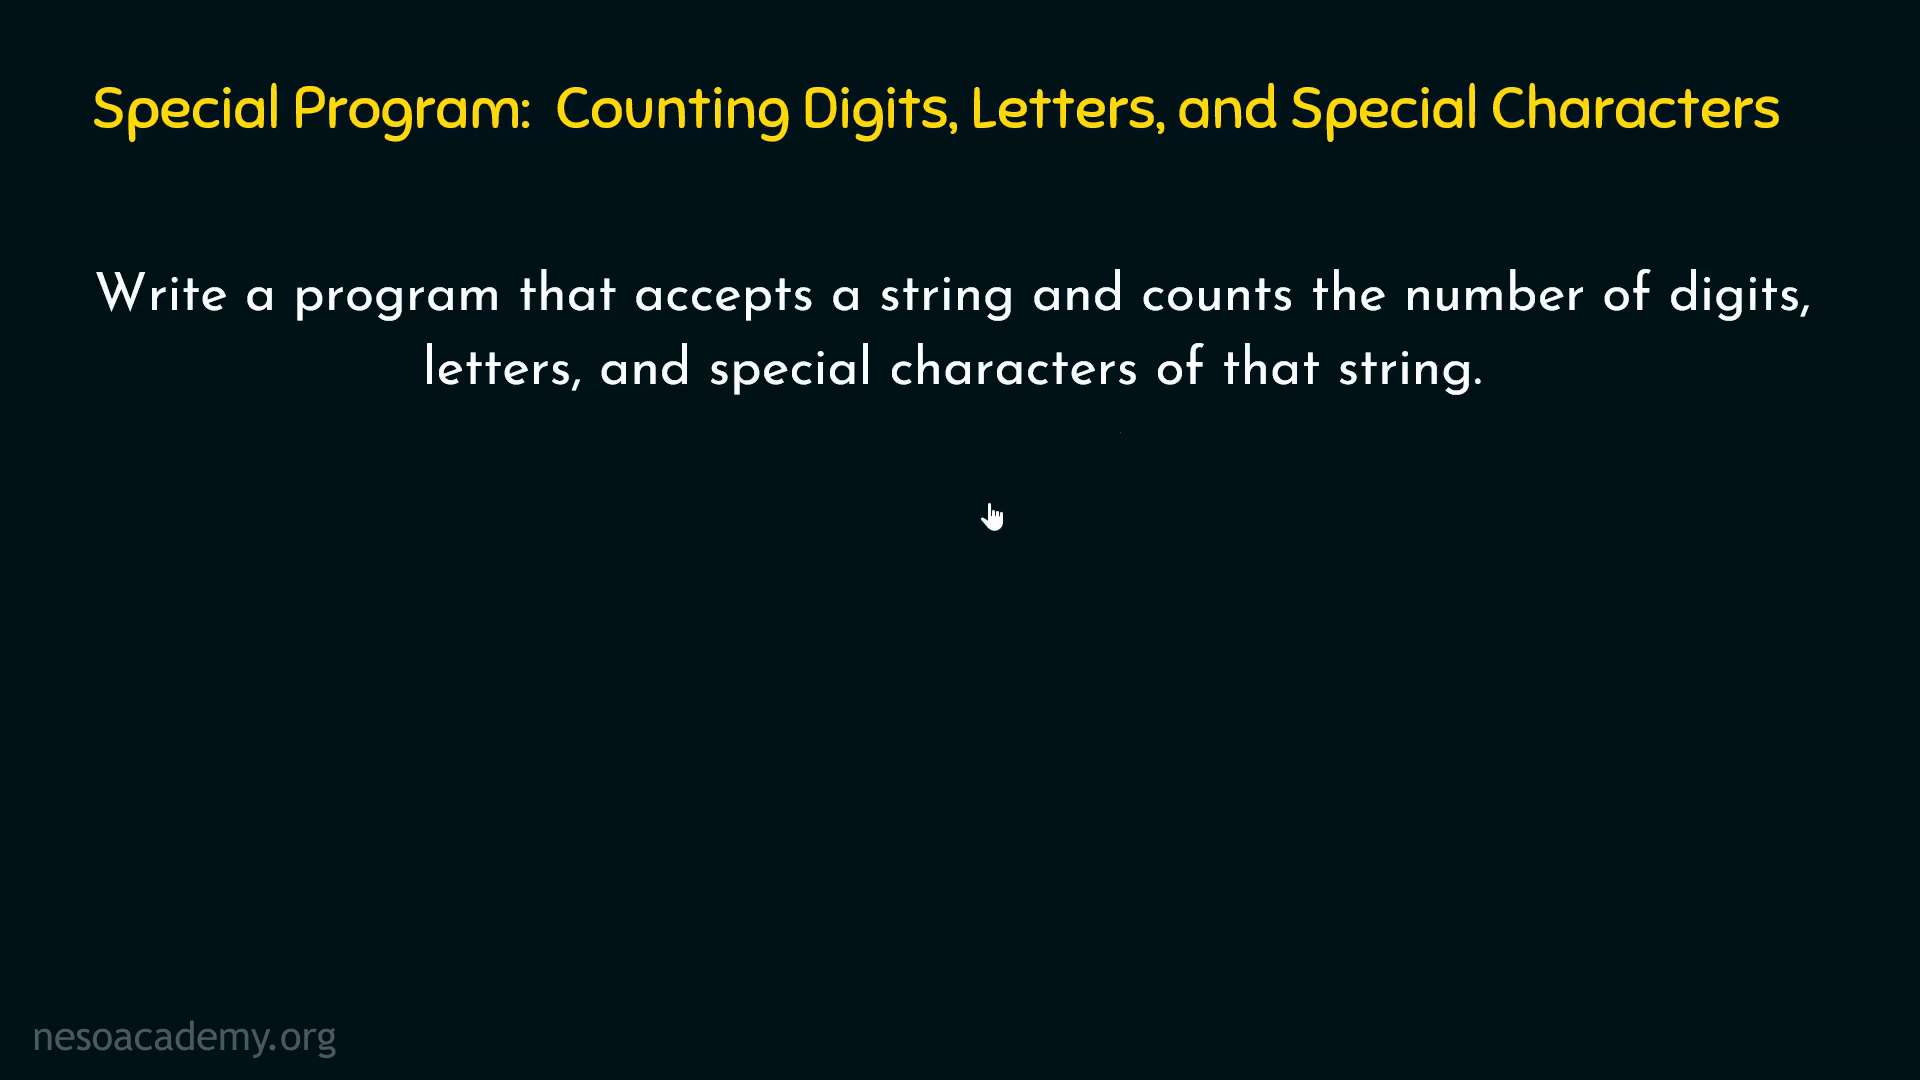 Special Program: Counting Digits, Letters, and Special Characters
Write a program that accepts a string and counts the number of digits,
letters, and special characters of that string.
nesoacademy.org